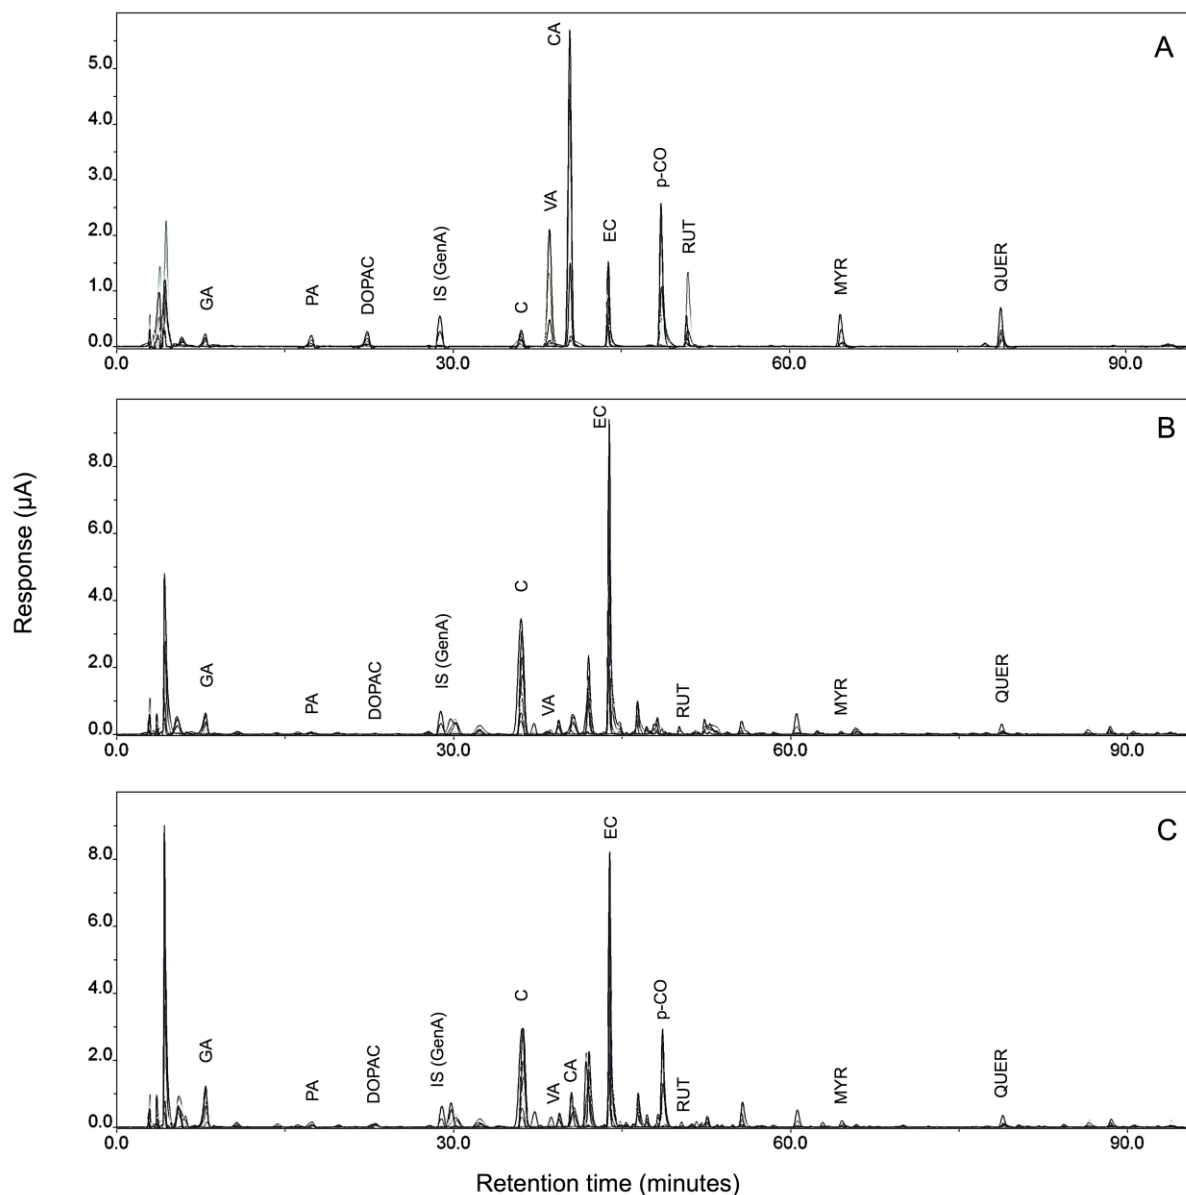 A
CA
5.0
4.0
3.0
p-CO
VA
2.0
EC
RUT
IS (GenA)
QUER
MYR
DOPAC
GA
PA
C
1.0
0.0
0.0 30.0 60.0 90.0
B
EC
8.0
6.0
4.0
C
2.0
IS (GenA)
GA
PA
DOPAC
VA
RUT
MYR
QUER
0.0
0.0 30.0 60.0 90.0
Response (µA)
C
EC
8.0
6.0
4.0
C
p-CO
2.0
IS (GenA)
GA
PA
DOPAC
VA
CA
RUT
MYR
QUER
0.0
0.0 30.0 60.0 90.0
Retention time (minutes)